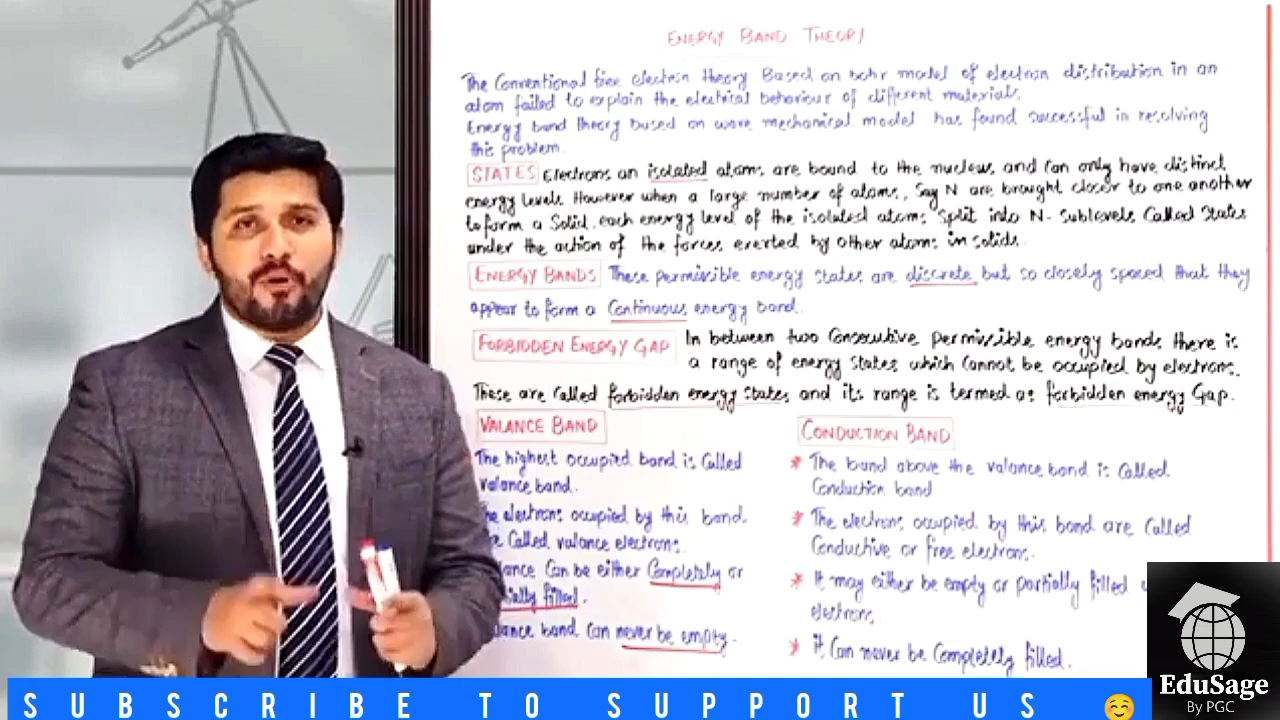 ENERGY BAND THEORY
The Conventional free electron theory Based on bohr model of electron distribution in an
atom failed to explain the electrical behaviour of different materials.
Energy band theory based on wave mechanical model has found successful in resolving
this problem.
STATES Electrons an isolated atoms are bound to the nucleus and can only have distinct
energy levels. However when a large number of atoms, Say N are brought closer to one another
to form a Solid. each energy level of the isolated atoms split into N- sublevels Called States
under the action of the forces exerted by other atoms in solids.
ENERGY BANDS These permissible energy states are discrete but so closely spaced that they
appear to form a Continuous energy band.
FORBIDDEN ENERGY GAP In between two Consecutive permissible energy bands there is
a range of energy states which Cannot be occupied by electrons.
These are Called forbidden energy states and its range is termed as forbidden energy Gap.
VALANCE BAND
The highest occupied band is Called
valance band.
he electrons occupied by this band
e Called valance electrons.
lance Can be either Completely or
ially filled.
lance band Can never be empty.
CONDUCTION BAND
* The band above the valance band is Called
Conduction band
* The electrons occupied by this band are Called
Conductive or free electrons.
* It may either be empty or partially filled
electrons.
* it Can never be Completely filled.
SUBSCRIBE TO SUPPORT US 😊
EduSage
By PGC